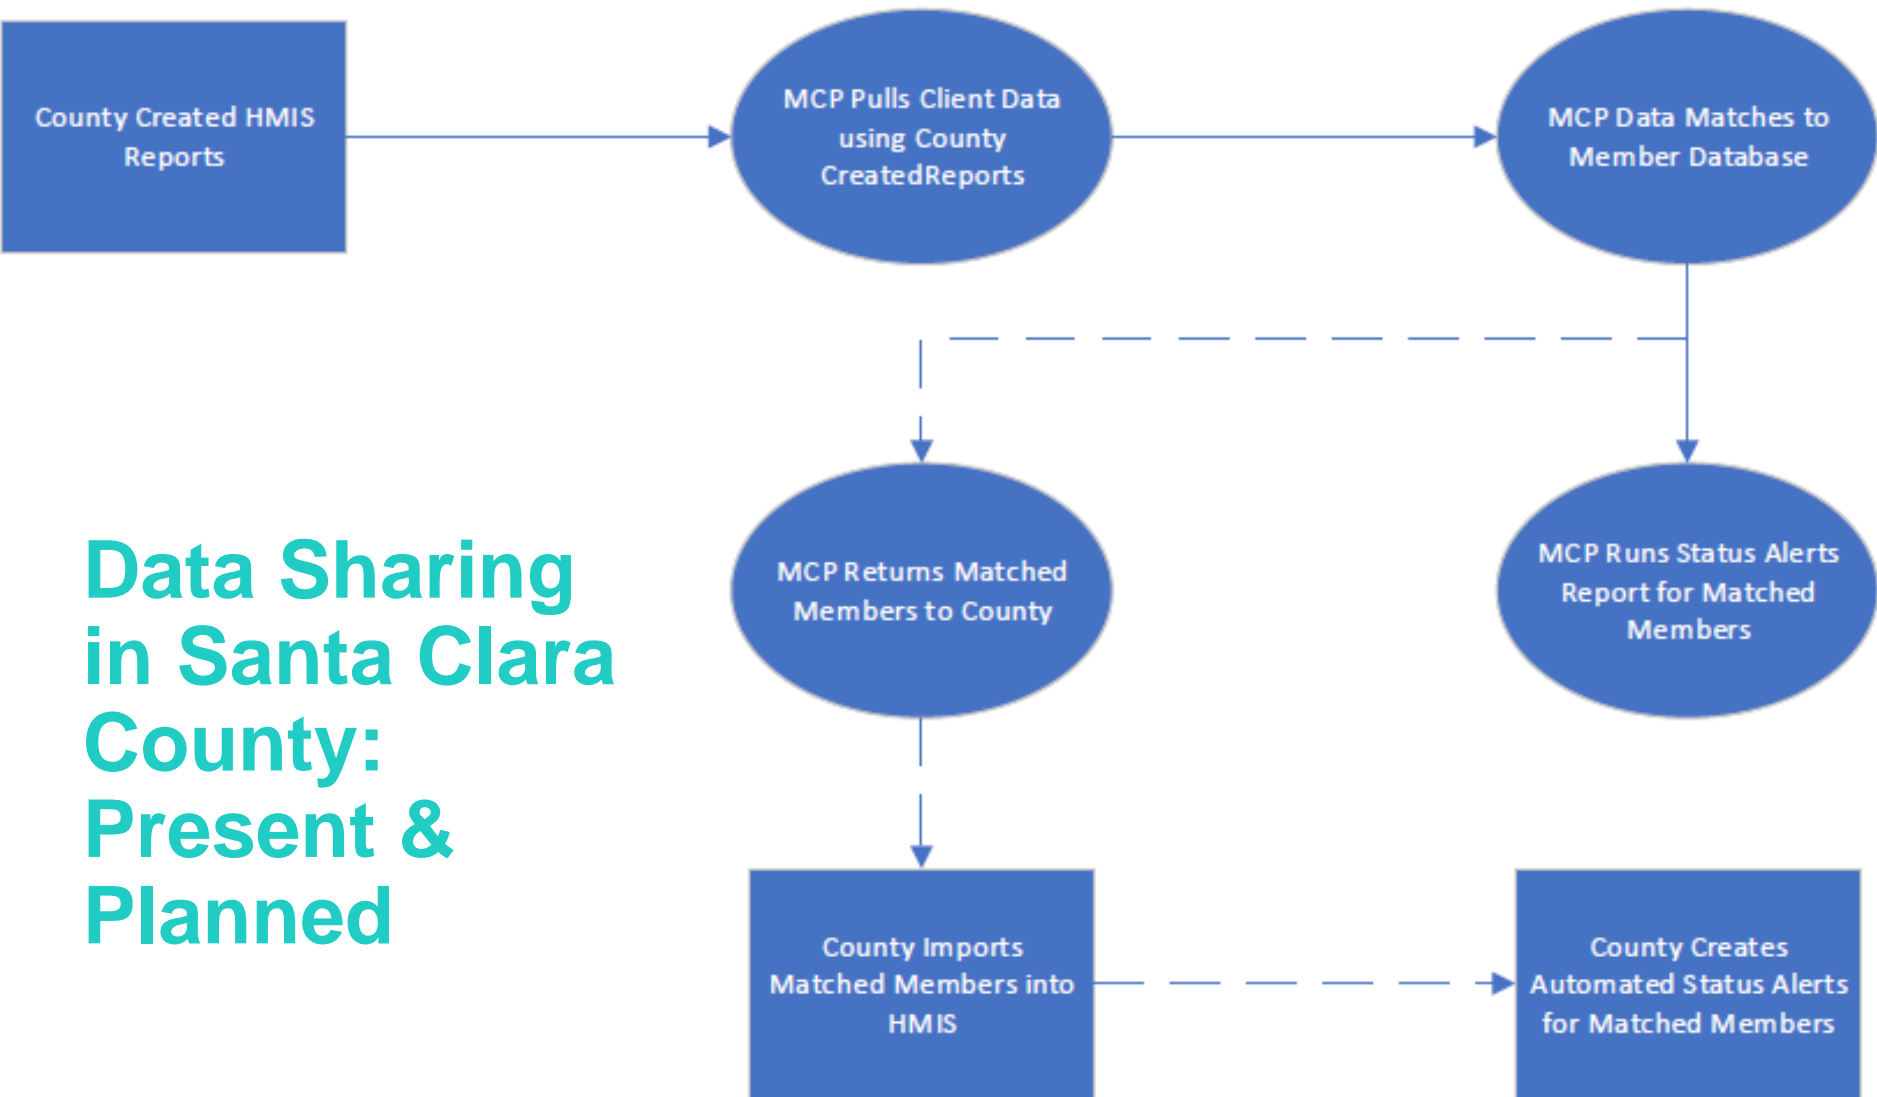 County Created HMIS
Reports
MCP Pulls Client Data
using County
CreatedReports
MCP Data Matches to
Member Database
Data Sharing
in Santa Clara
County:
Present &
Planned
MCP Returns Matched
Members to County
MCP Runs Status Alerts
Report for Matched
Members
County Imports
Matched Members into
HMIS
County Creates
Automated Status Alerts
for Matched Members